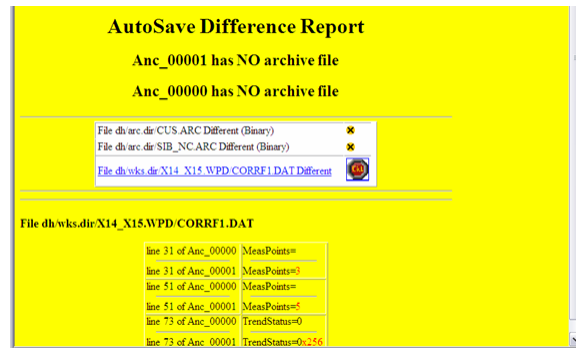 AutoSave Difference Report
Anc_00001 has NO archive file
Anc_00000 has NO archive file
File dh/arc.dir/CUS.ARC Different (Binary)
File dh/arc.dir/SIB_NC.ARC Different (Binary)
File dh/wks.dir/X14_X15.WPD/CORRF1.DAT Different
File dh/wks.dir/X14_X15.WPD/CORRF1.DAT
line 31 of Anc_00000 MeasPoints=
line 31 of Anc_00001 MeasPoints=3
line 51 of Anc_00000 MeasPoints=
line 51 of Anc_00001 MeasPoints=5
line 73 of Anc_00000 TrendStatus=0
line 73 of Anc_00001 TrendStatus=0x256